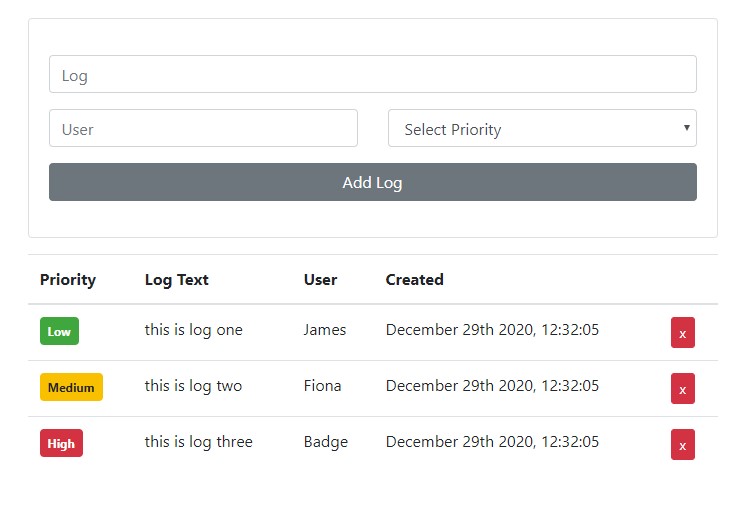 Log
User Select Priority
Add Log
Priority Log Text User Created
Low this is log one James December 29th 2020, 12:32:05 x
Medium this is log two Fiona December 29th 2020, 12:32:05 x
High this is log three Badge December 29th 2020, 12:32:05 x